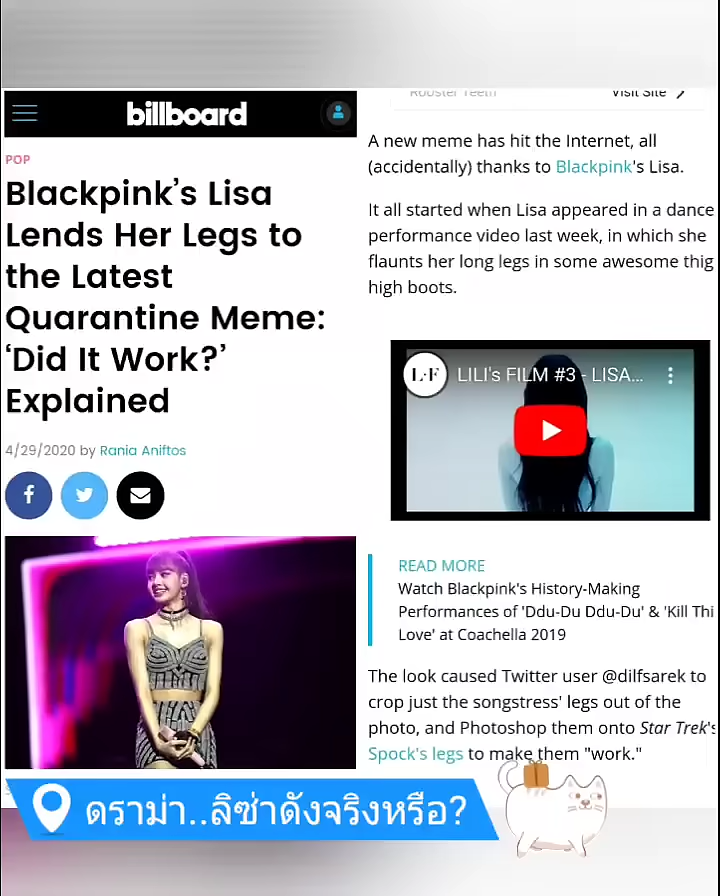 billboard
POP
Blackpink's Lisa
Lends Her Legs to
the Latest
Quarantine Meme:
'Did It Work?'
Explained
4/29/2020 by Rania Aniftos
Rooster Teeth
Visit Site
A new meme has hit the Internet, all
(accidentally) thanks to Blackpink's Lisa.
It all started when Lisa appeared in a dance
performance video last week, in which she
flaunts her long legs in some awesome thig
high boots.
L·F LILI's FILM #3 - LISA...
READ MORE
Watch Blackpink's History-Making
Performances of 'Ddu-Du Ddu-Du' & 'Kill Thi
Love' at Coachella 2019
The look caused Twitter user @dilfsarek to
crop just the songstress' legs out of the
photo, and Photoshop them onto Star Trek's
Spock's legs to make them "work."
ดราม่า..ลิซ่าดังจริงหรือ?